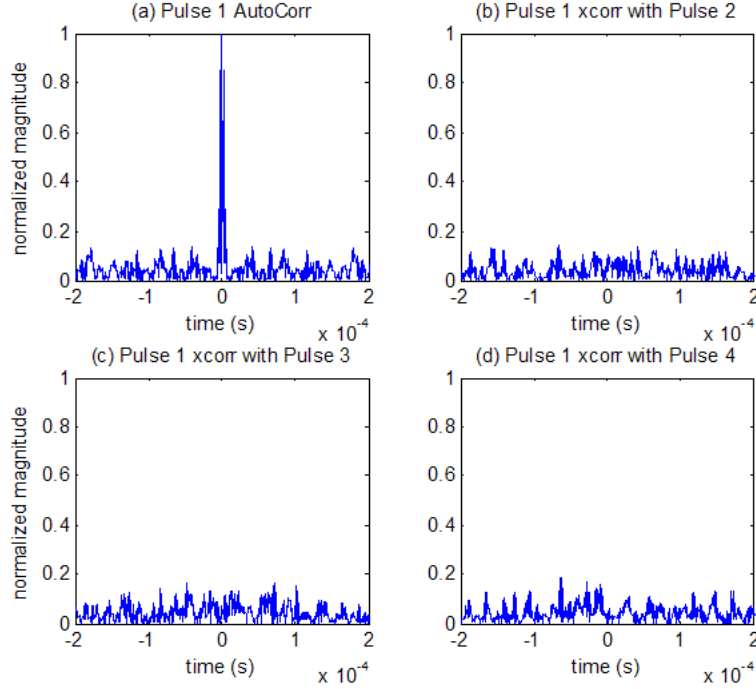 (a) Pulse 1 AutoCorr
(b) Pulse 1 xcorr with Pulse 2
normalized magnitude
1
0.8
0.6
0.4
0.2
0
-2 -1 0 1 2
time (s)
x 10^-4
1
0.8
0.6
0.4
0.2
0
-2 -1 0 1 2
time (s)
x 10^-4
(c) Pulse 1 xcorr with Pulse 3
(d) Pulse 1 xcorr with Pulse 4
normalized magnitude
1
0.8
0.6
0.4
0.2
0
-2 -1 0 1 2
time (s)
x 10^-4
1
0.8
0.6
0.4
0.2
0
-2 -1 0 1 2
time (s)
x 10^-4